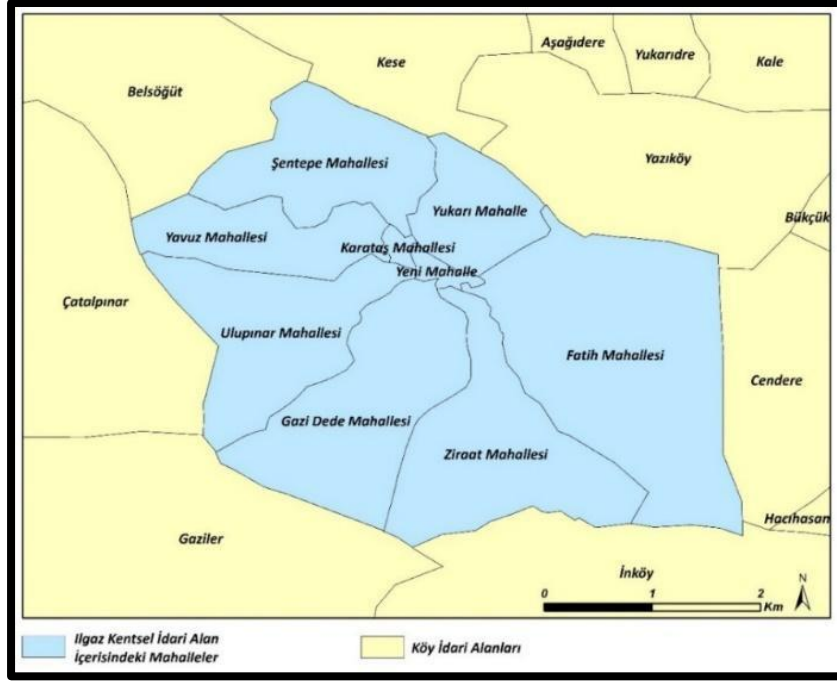 Aşağıdere
Yukarıdre
Kese
Kale
Belsöğüt
Şentepe Mahallesi
Yazıköy
Yukarı Mahalle
Bükçük
Yavuz Mahallesi
Karataş Mahallesi
Yeni Mahalle
Çatalpınar
Ulupınar Mahallesi
Fatih Mahallesi
Cendere
Gazi Dede Mahallesi
Ziraat Mahallesi
Hacıhasan
Gaziler
İnköy
N
0 1 2
Km
Ilgaz Kentsel İdari Alan
İçerisindeki Mahalleler
Köy İdari Alanları